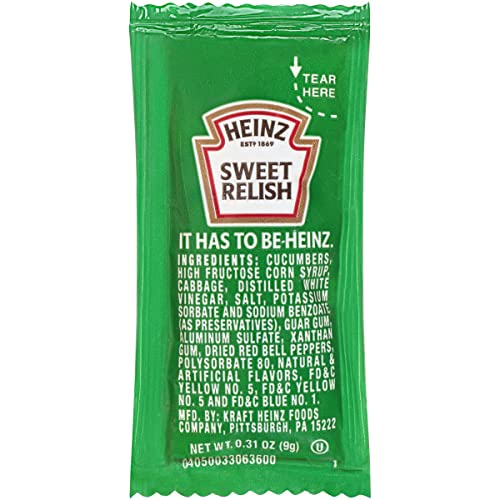 TEAR
HERE
HEINZ
ESTD 1869
SWEET
RELISH
IT HAS TO BE-HEINZ.
INGREDIENTS: CUCUMBERS,
HIGH FRUCTOSE CORN SYRUP,
CABBAGE, DISTILLED WHITE
VINEGAR, SALT, POTASSIUM
SORBATE AND SODIUM BENZOATE
(AS PRESERVATIVES), GUAR GUM,
ALUMINUM SULFATE, XANTHAN
GUM, DRIED RED BELL PEPPERS,
POLYSORBATE 80, NATURAL &
ARTIFICIAL FLAVORS, FD&C
YELLOW NO. 5, FD&C YELLOW
NO. 5 AND FD&C BLUE NO. 1.
MFD. BY: KRAFT HEINZ FOODS
COMPANY, PITTSBURGH, PA 15222
NET WT. 0.31 OZ (9g) U
04050033063600 1